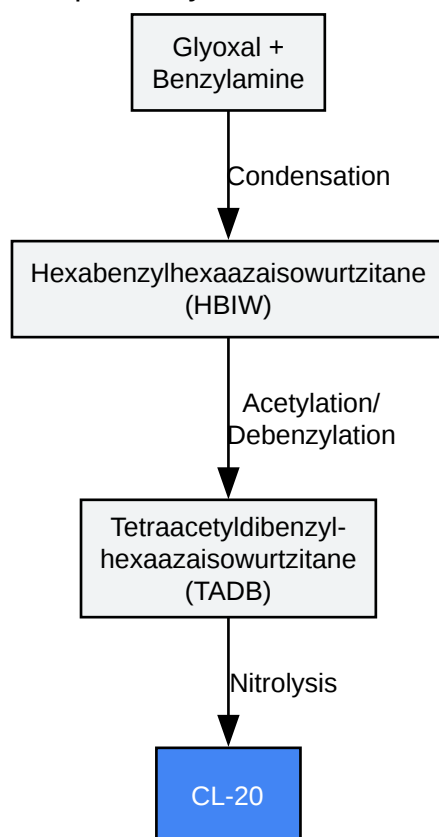 Glyoxal +
Benzylamine
Condensation
Hexabenzylhexaazaisowurtzitane
(HBIW)
Acetylation/
Debenzylation
Tetraacetyldibenzyl-
hexaazaisowurtzitane
(TADB)
Nitrolysis
CL-20